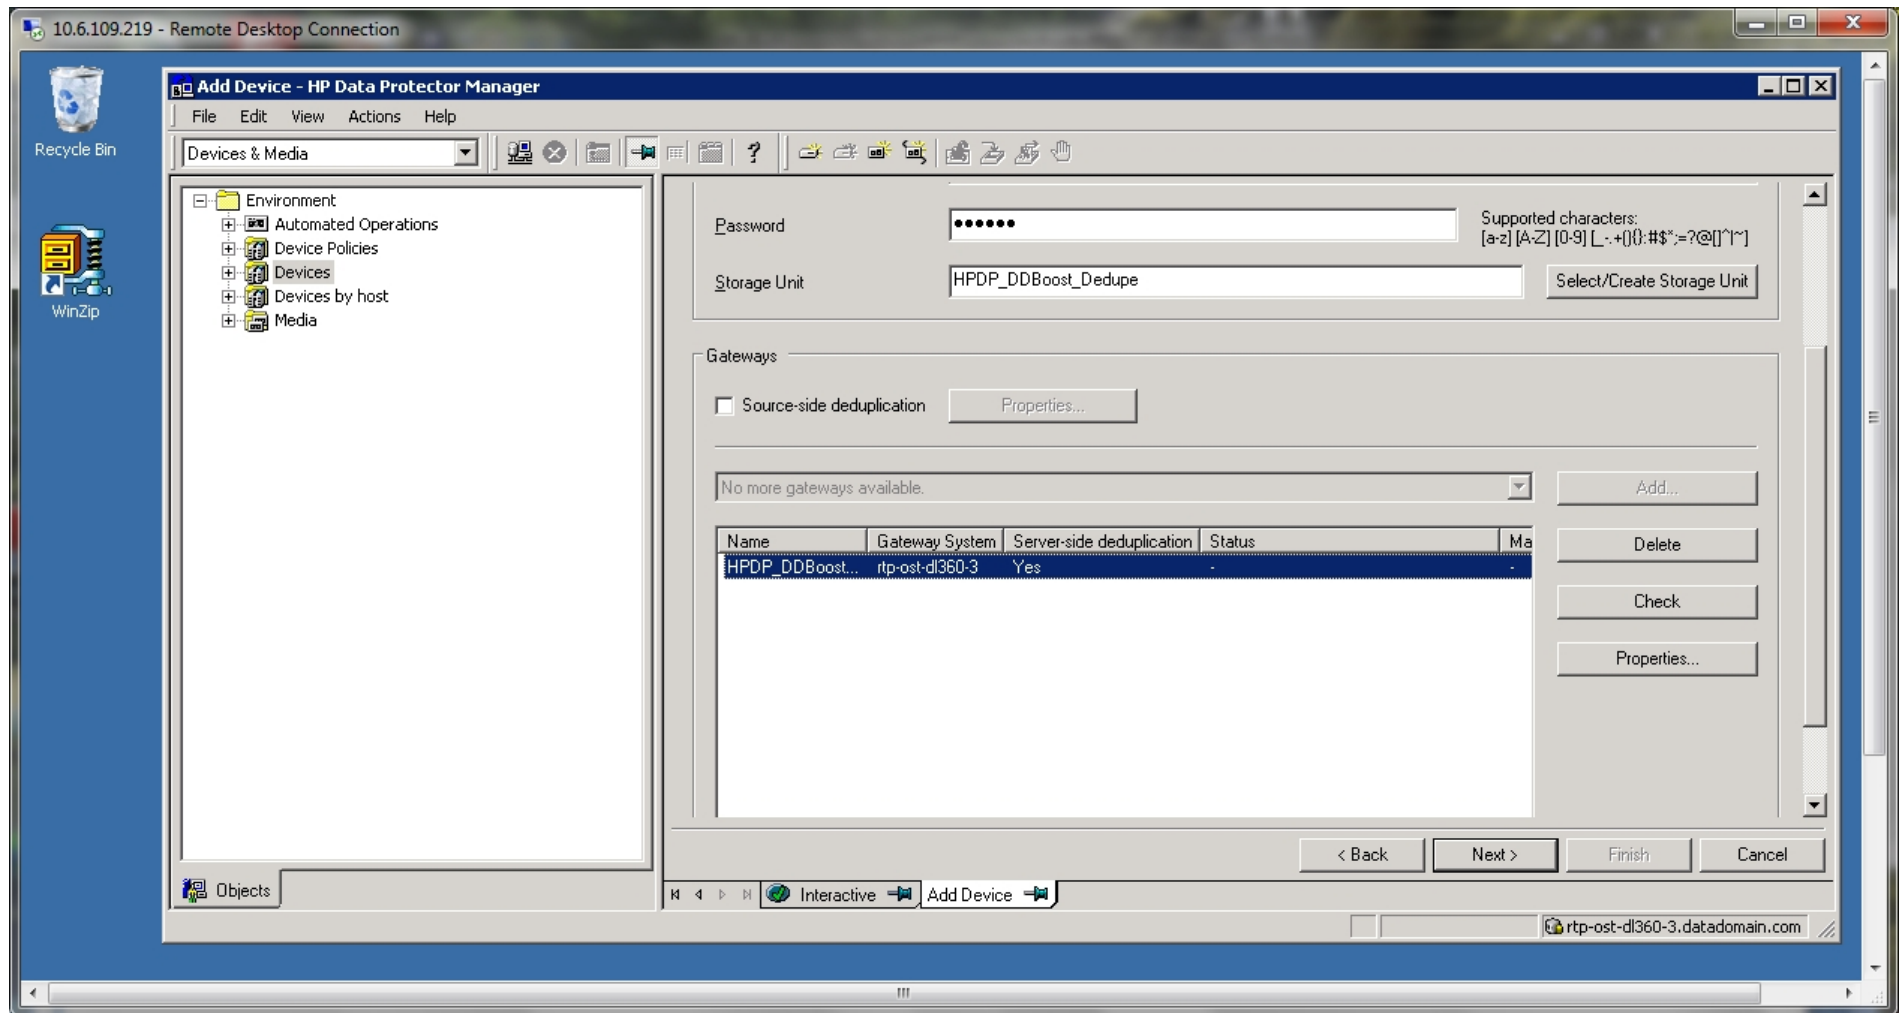 10.6.109.219 - Remote Desktop Connection
Recycle Bin
WinZip
Add Device - HP Data Protector Manager
File Edit View Actions Help
Devices & Media
Environment
Automated Operations
Device Policies
Devices
Devices by host
Media
Objects
Password ●●●●●● Supported characters:
[a-z] [A-Z] [0-9] [_-.+(){}:#$*;=?@[]^|~]
Storage Unit HPDP_DDBoost_Dedupe Select/Create Storage Unit
Gateways
Source-side deduplication Properties...
No more gateways available. Add...
Name Gateway System Server-side deduplication Status Ma
HPDP_DDBoost... rtp-ost-dl360-3 Yes - -
Delete
Check
Properties...
< Back Next > Finish Cancel
Interactive Add Device
rtp-ost-dl360-3.datadomain.com